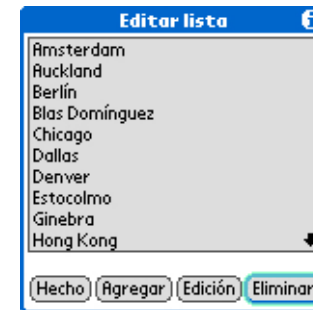 Editar lista
Amsterdam
Auckland
Berlín
Blas Domínguez
Chicago
Dallas
Denver
Estocolmo
Ginebra
Hong Kong
Hecho Agregar Edición Eliminar